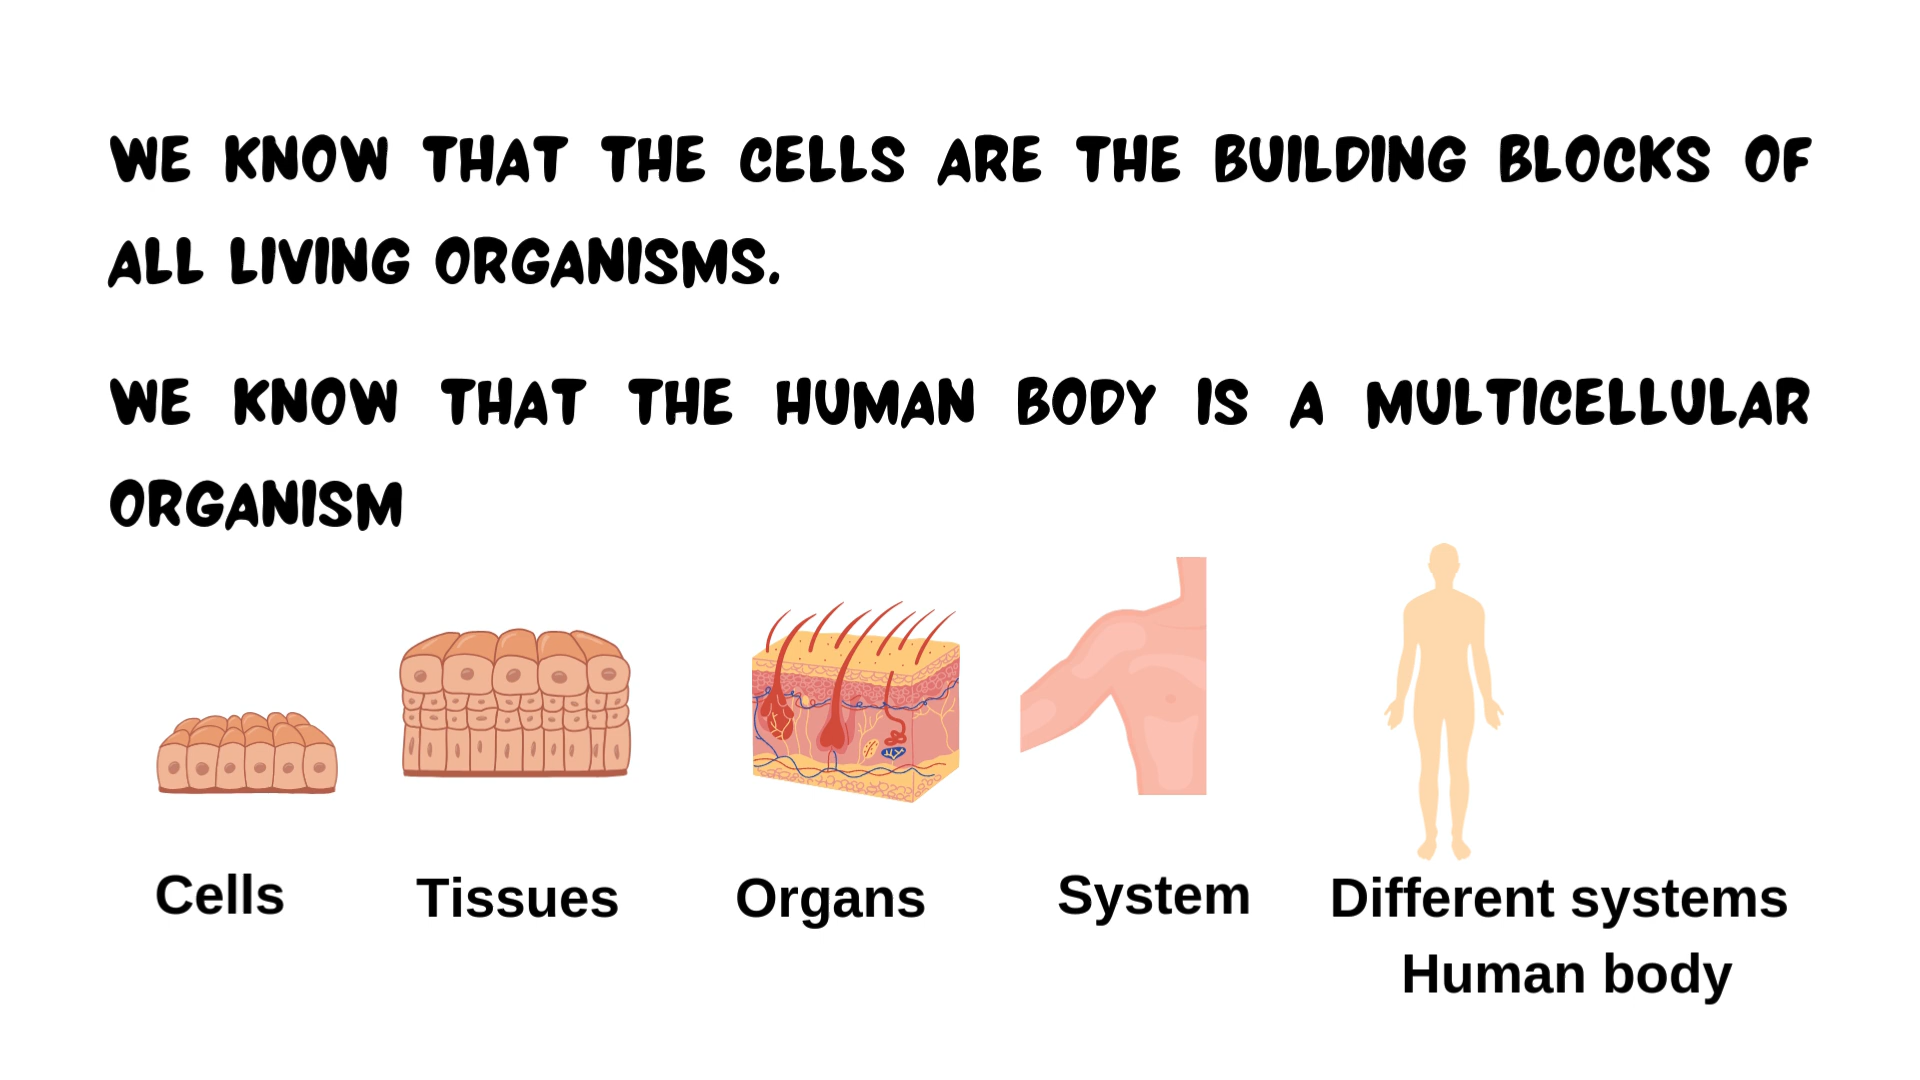 WE KNOW THAT THE CELLS ARE THE BUILDING BLOCKS OF
ALL LIVING ORGANISMS.
WE KNOW THAT THE HUMAN BODY IS A MULTICELLULAR
ORGANISM
Cells
Tissues
Organs
System
Different systems
Human body